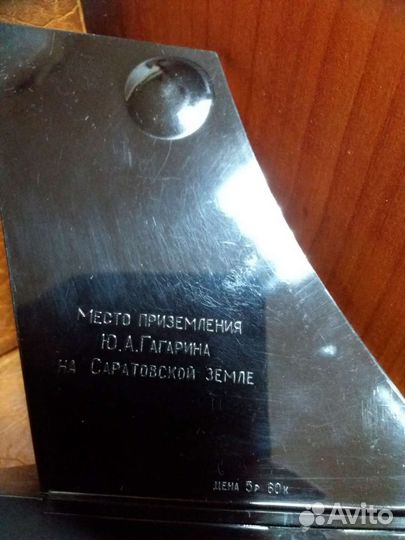 Место приземления
Ю.А.Гагарина
на Саратовской земле
цена 5р 60к
Avito